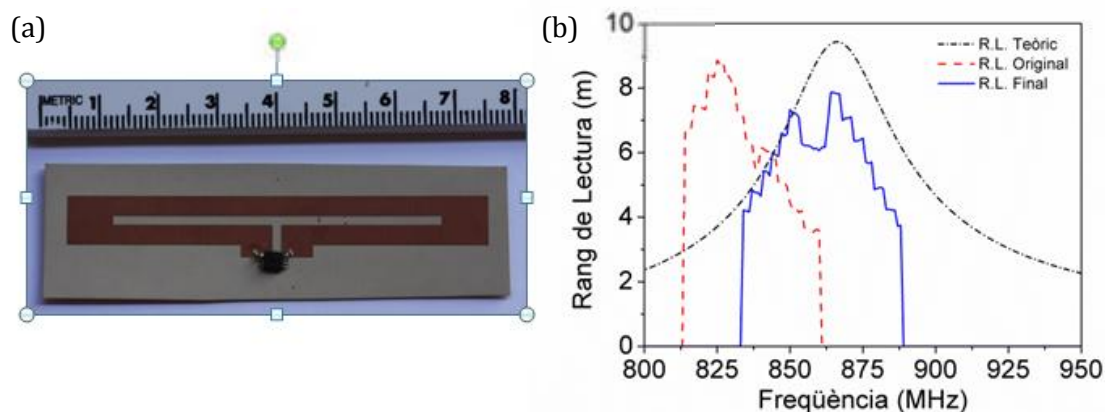 (a)
METRIC 1 2 3 4 5 6 7 8
(b)
10
8
6
4
2
0
Rang de Lectura (m)
R.L. Teòric
R.L. Original
R.L. Final
800 825 850 875 900 925 950
Freqüència (MHz)